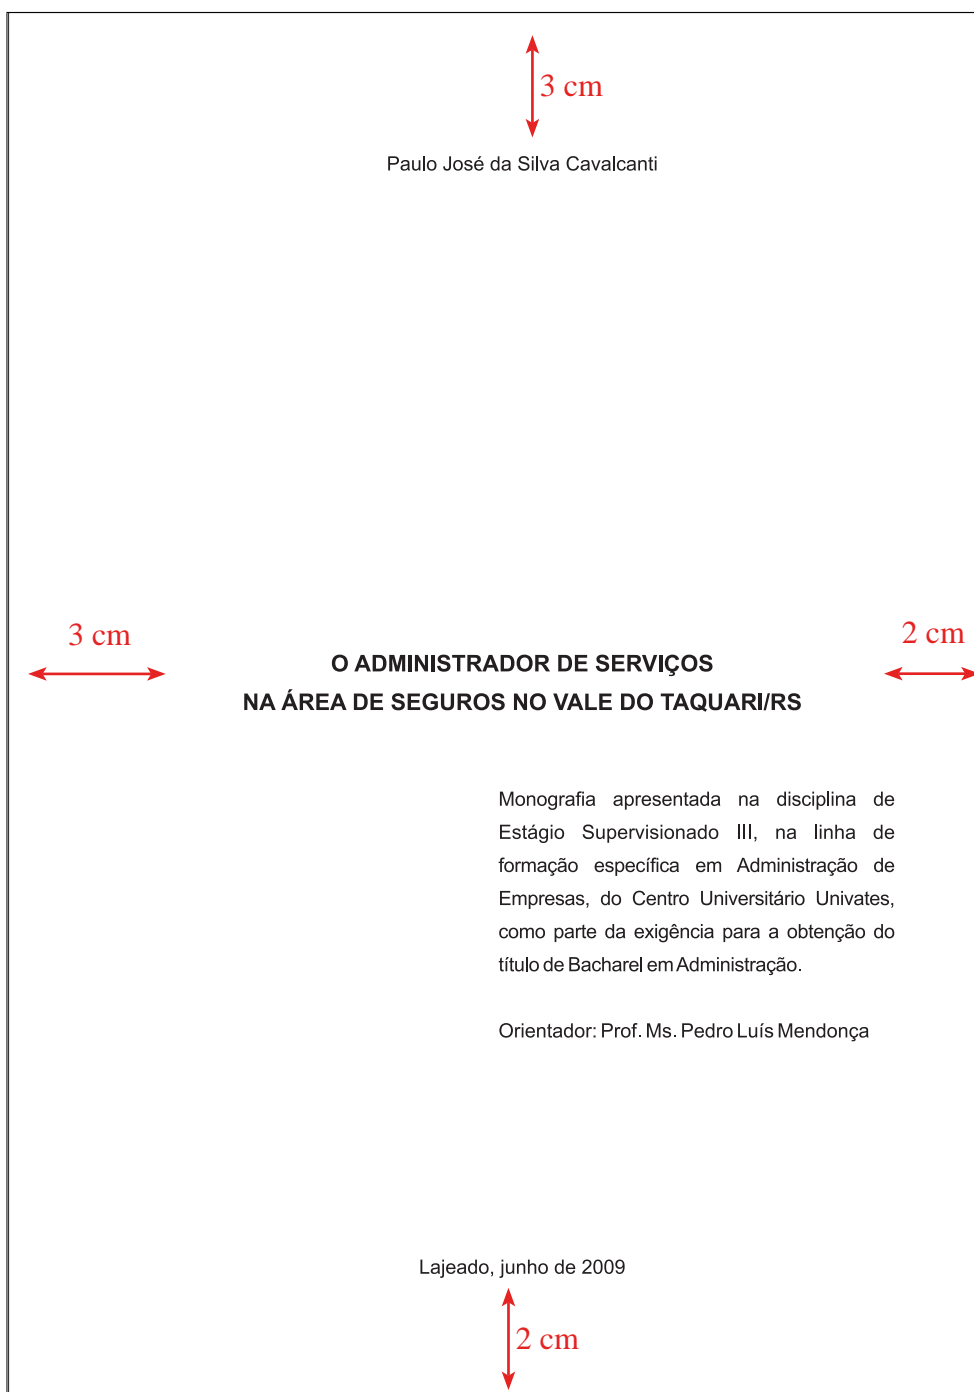 3 cm
Paulo José da Silva Cavalcanti
3 cm
2 cm
O ADMINISTRADOR DE SERVIÇOS
NA ÁREA DE SEGUROS NO VALE DO TAQUARI/RS
Monografia apresentada na disciplina de
Estágio Supervisionado III, na linha de
formação específica em Administração de
Empresas, do Centro Universitário Univates,
como parte da exigência para a obtenção do
título de Bacharel em Administração.
Orientador: Prof. Ms. Pedro Luís Mendonça
Lajeado, junho de 2009
2 cm